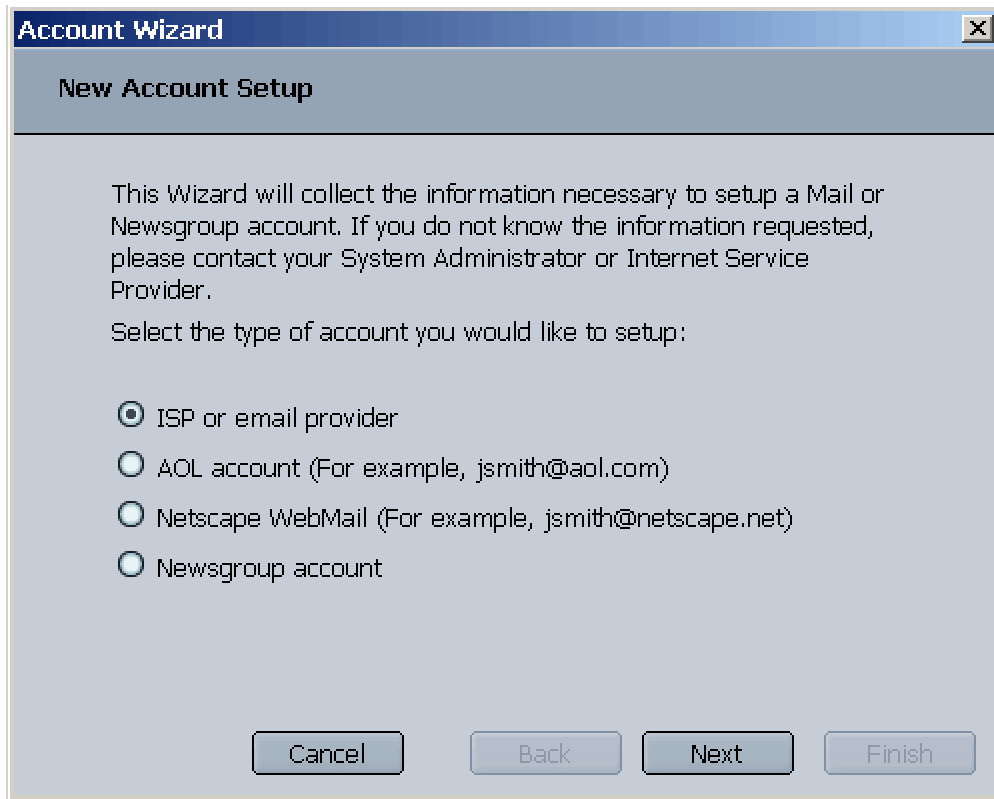 Account Wizard
New Account Setup
This Wizard will collect the information necessary to setup a Mail or
Newsgroup account. If you do not know the information requested,
please contact your System Administrator or Internet Service
Provider.
Select the type of account you would like to setup:
ISP or email provider
AOL account (For example, jsmith@aol.com)
Netscape WebMail (For example, jsmith@netscape.net)
Newsgroup account
Cancel Back Next Finish